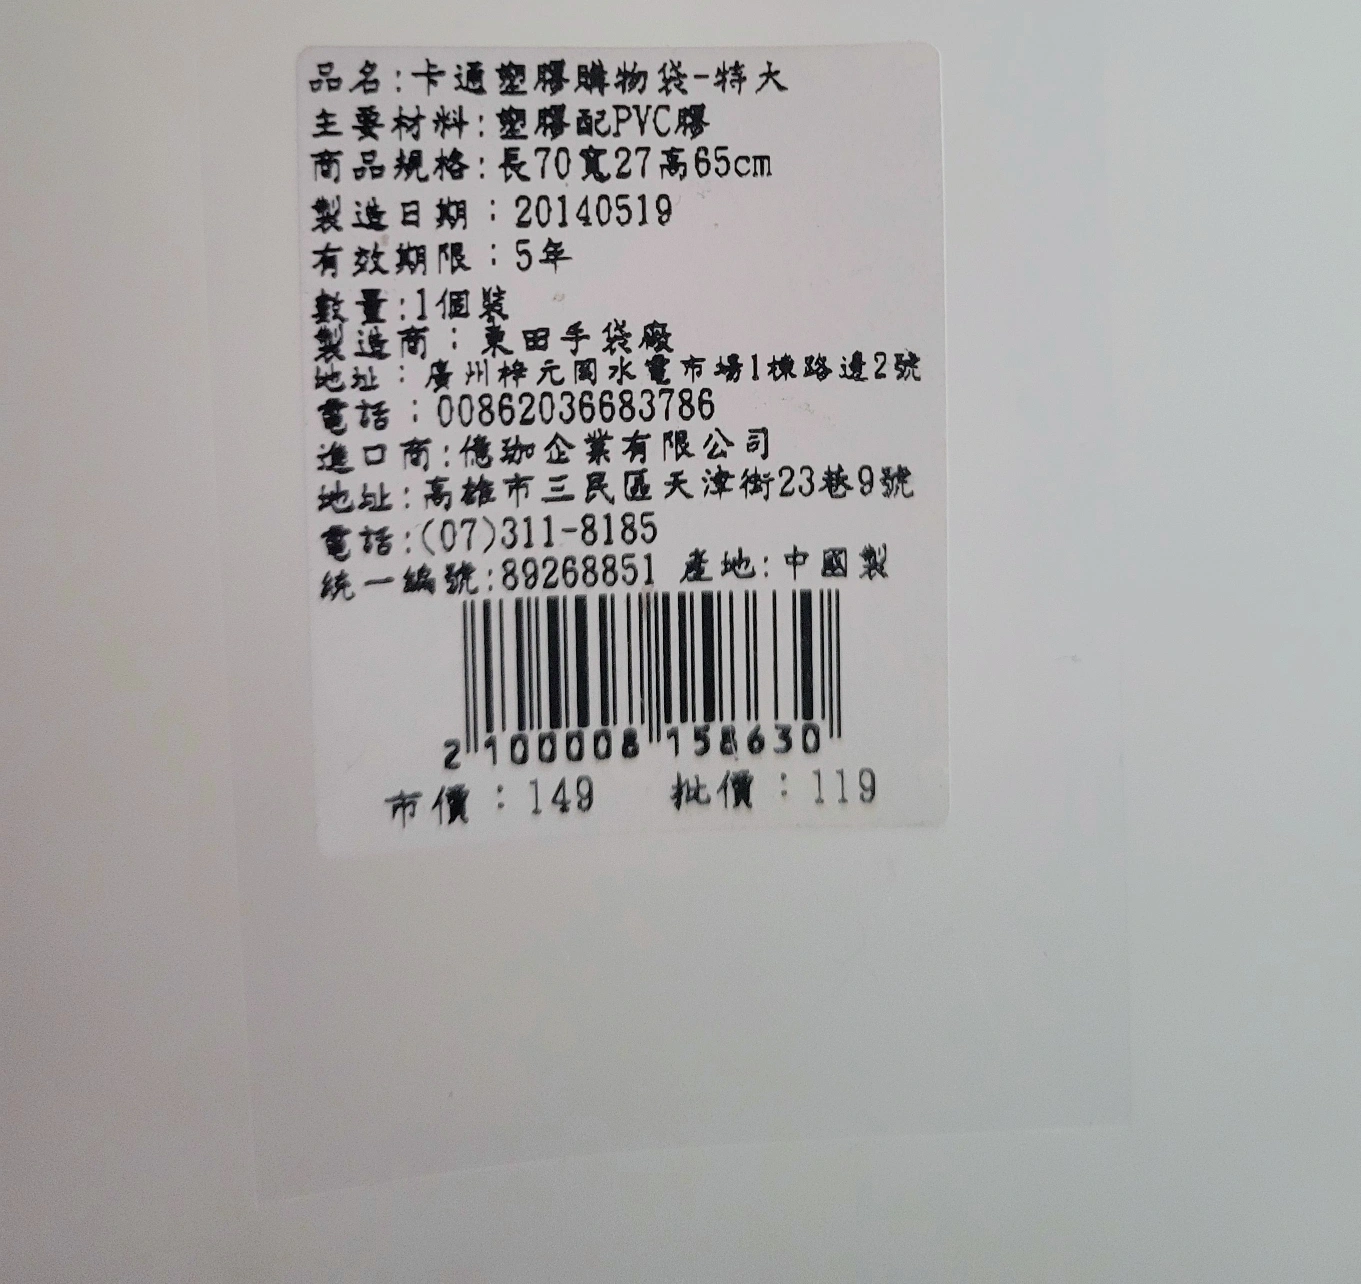 品名:卡通塑膠購物袋-特大
主要材料:塑膠配PVC膠
商品規格:長70寬27高65cm
製造日期：20140519
有效期限：5年
數量:1個裝
製造商：東田手袋廠
地址：廣州梓元岡水電市場1棟路邊2號
電話：00862036683786
進口商:億珈企業有限公司
地址:高雄市三民區天津街23巷9號
電話:(07)311-8185
統一編號:89268851 產地:中國製
2 100008 158630
市價：149 批價：119